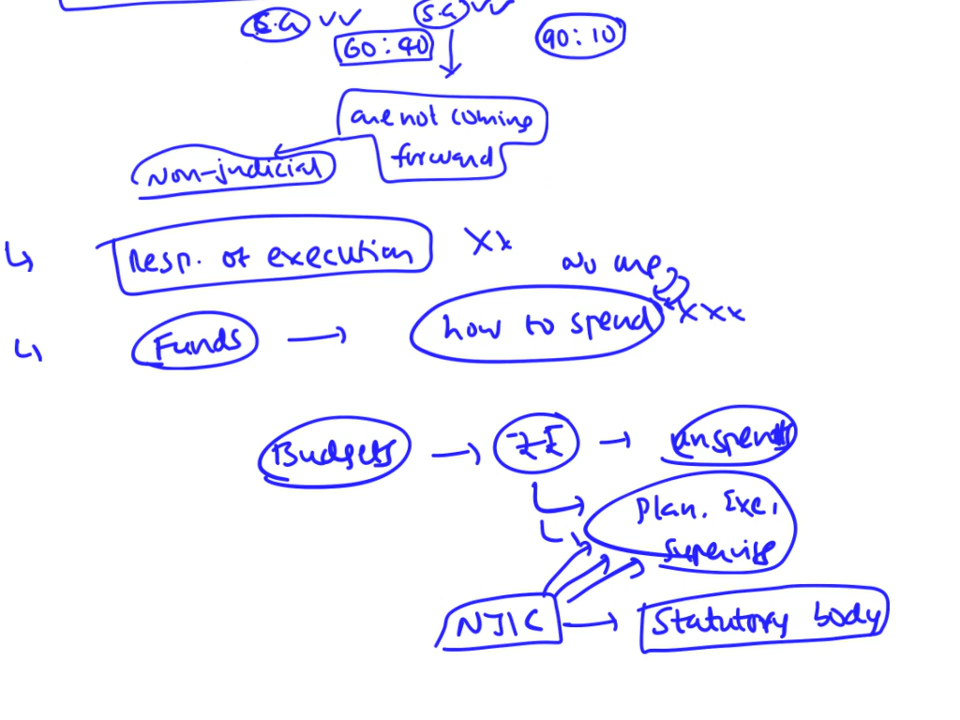 S.G ✓✓ S.G ✓✓
60:40 90:10
are not coming
forward
Non-judicial
↳ Resp. of execution XX
No one
↳ Funds → how to spend xxx
Budgets → →
Plan. Exe,
Supervise
NJIC → Statutory body